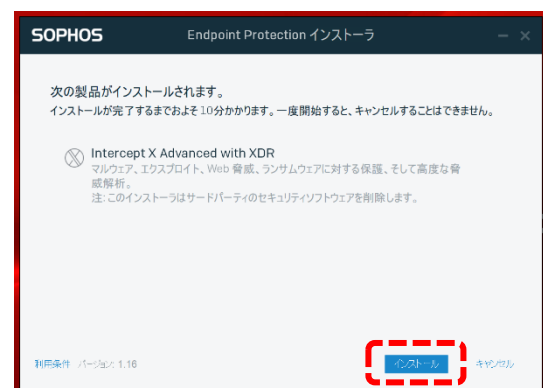 SOPHOS
Endpoint Protection インストーラ
次の製品がインストールされます。
インストールが完了するまでおよそ10分かかります。一度開始すると、キャンセルすることはできません。
Intercept X Advanced with XDR
マルウェア、エクスプロイト、Web 脅威、ランサムウェアに対する保護、そして高度な脅
威解析。
注: このインストーラはサードパーティのセキュリティソフトウェアを削除します。
利用条件 バージョン: 1.16
インストール
キャンセル